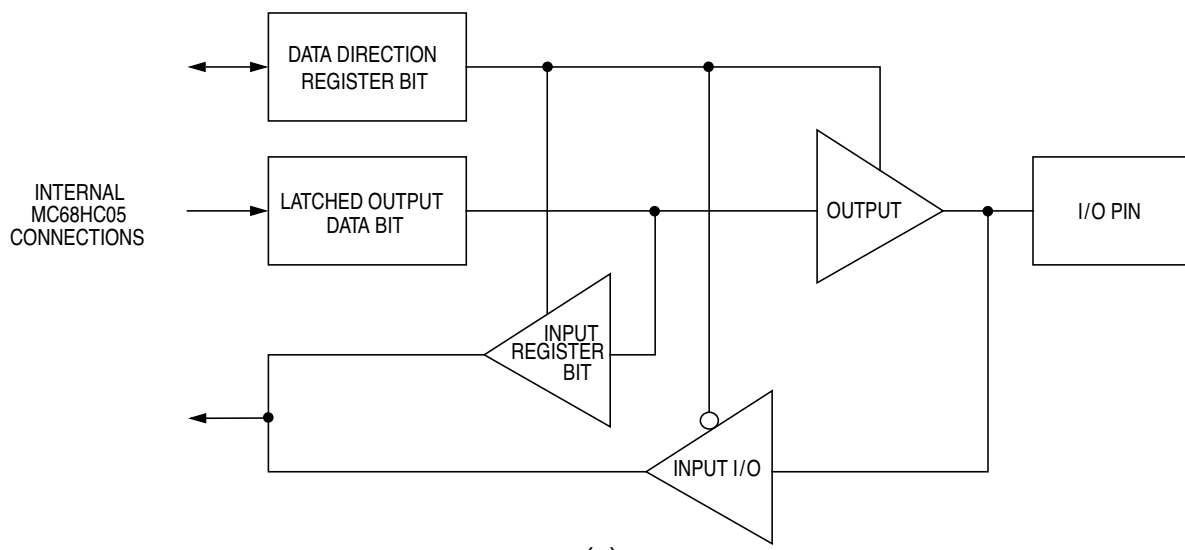 DATA DIRECTION
REGISTER BIT
INTERNAL
MC68HC05
CONNECTIONS
LATCHED OUTPUT
DATA BIT
OUTPUT
I/O PIN
INPUT
REGISTER
BIT
INPUT I/O